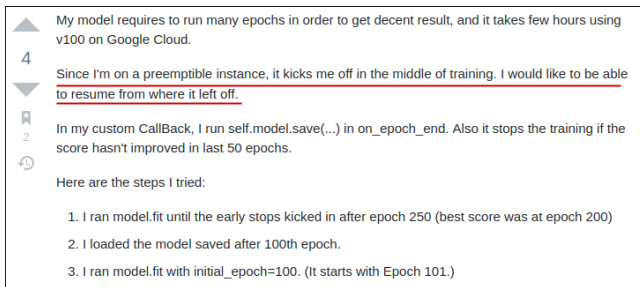 My model requires to run many epochs in order to get decent result, and it takes few hours using
v100 on Google Cloud.
4
Since I'm on a preemptible instance, it kicks me off in the middle of training. I would like to be able
to resume from where it left off.
2
In my custom CallBack, I run self.model.save(...) in on_epoch_end. Also it stops the training if the
score hasn't improved in last 50 epochs.
Here are the steps I tried:
1. I ran model.fit until the early stops kicked in after epoch 250 (best score was at epoch 200)
2. I loaded the model saved after 100th epoch.
3. I ran model.fit with initial_epoch=100. (It starts with Epoch 101.)